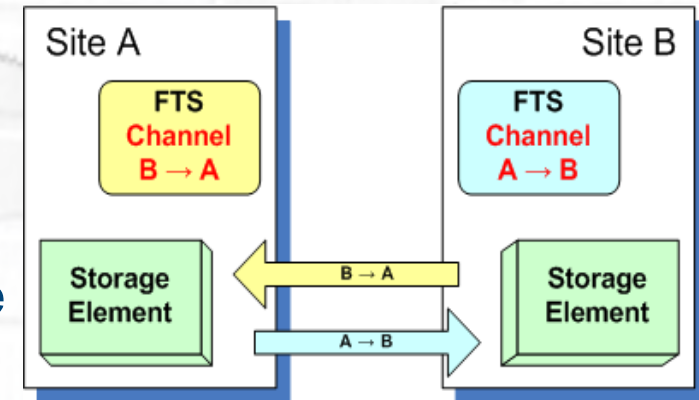 Site A
Site B
FTS
Channel
B → A
FTS
Channel
A → B
Storage
Element
B → A
A → B
Storage
Element
e